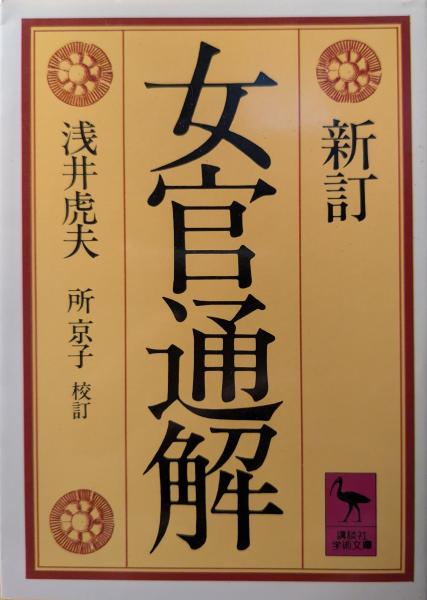 新訂
女官通解
浅井虎夫
所京子 校訂
講談社
学術文庫